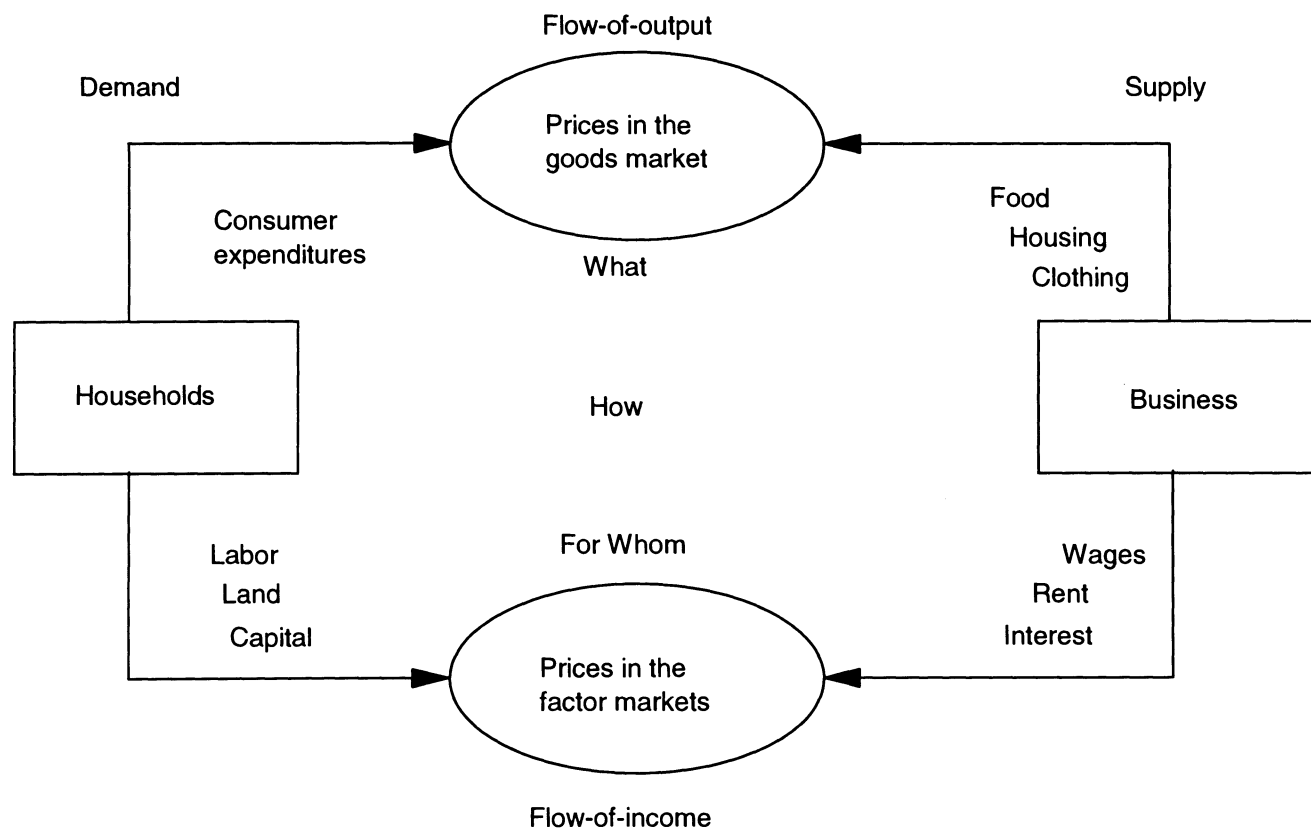 Flow-of-output
Demand
Supply
Prices in the
goods market
Consumer
expenditures
Food
Housing
Clothing
What
Households
How
Business
For Whom
Labor
Land
Capital
Wages
Rent
Interest
Prices in the
factor markets
Flow-of-income